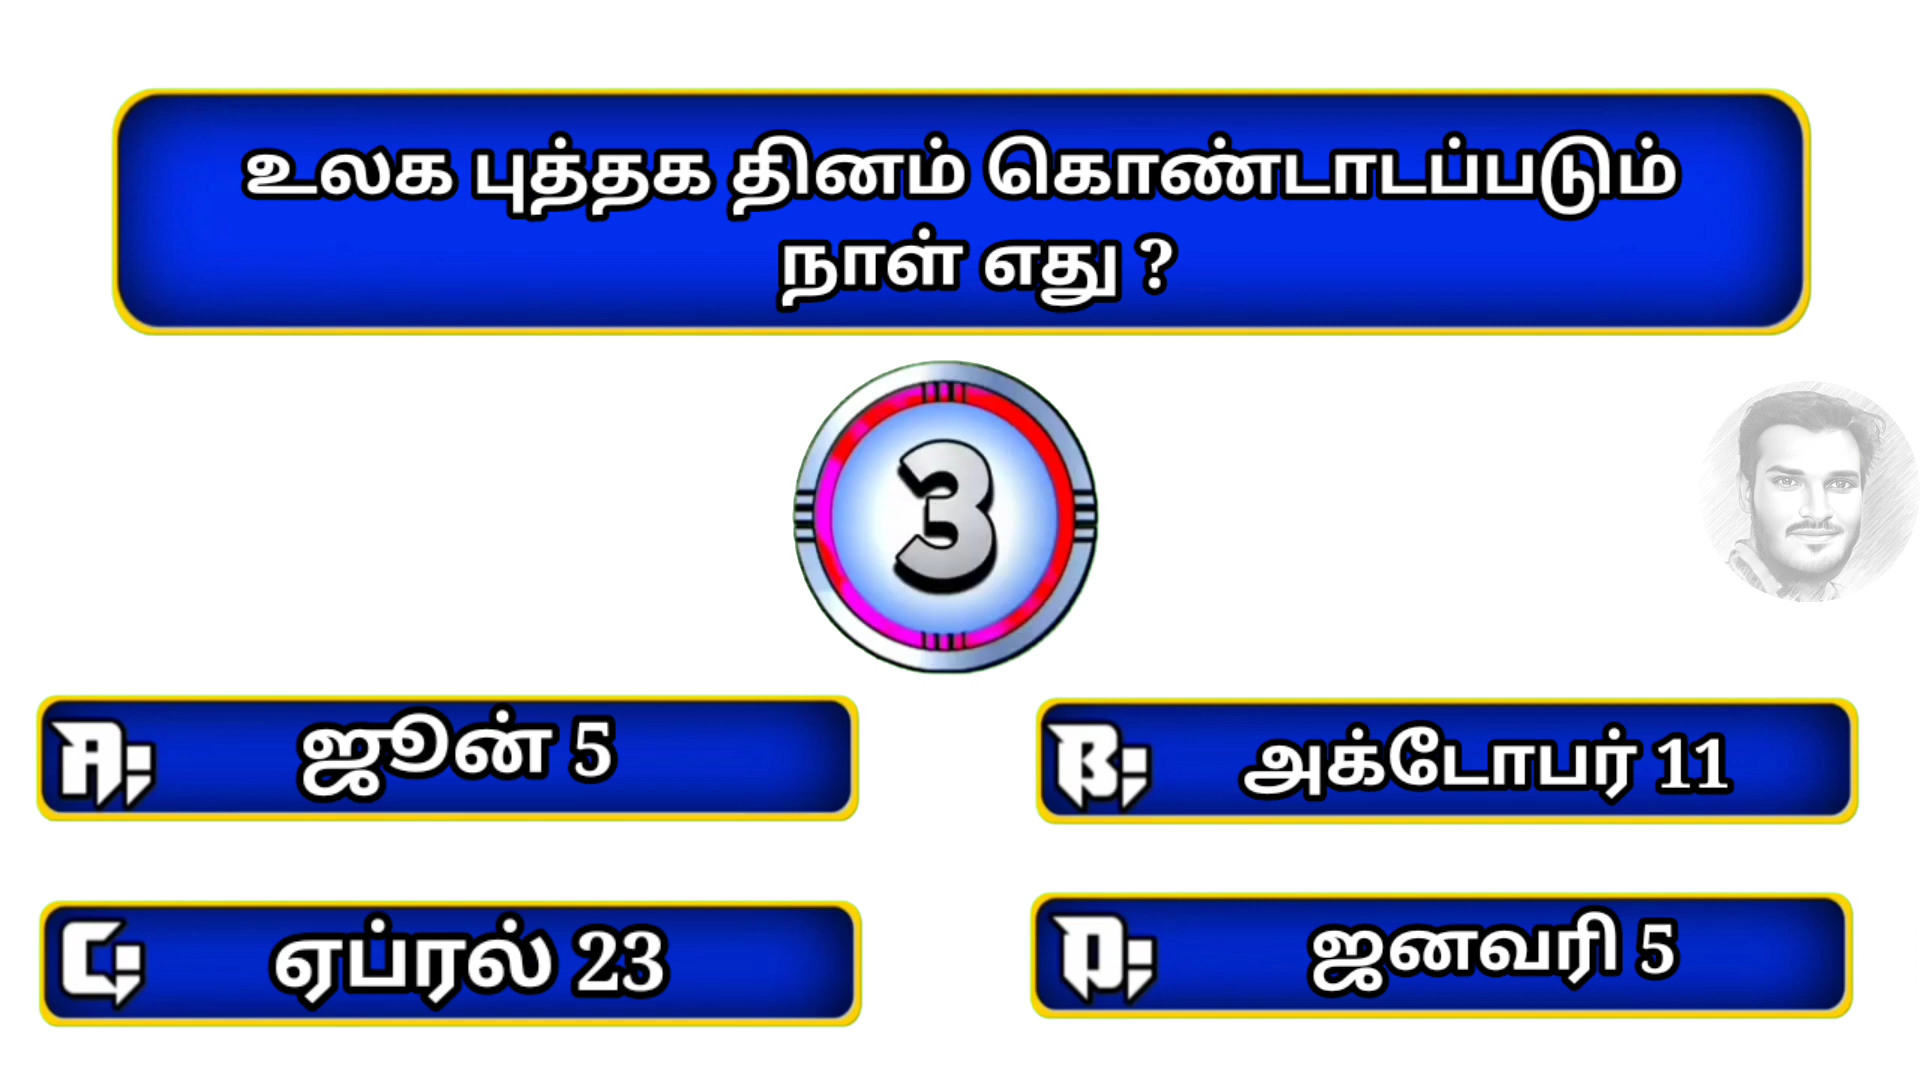 உலக புத்தக தினம் கொண்டாடப்படும்
நாள் எது ?
3
A; ஜூன் 5
B; அக்டோபர் 11
C; ஏப்ரல் 23
D; ஜனவரி 5